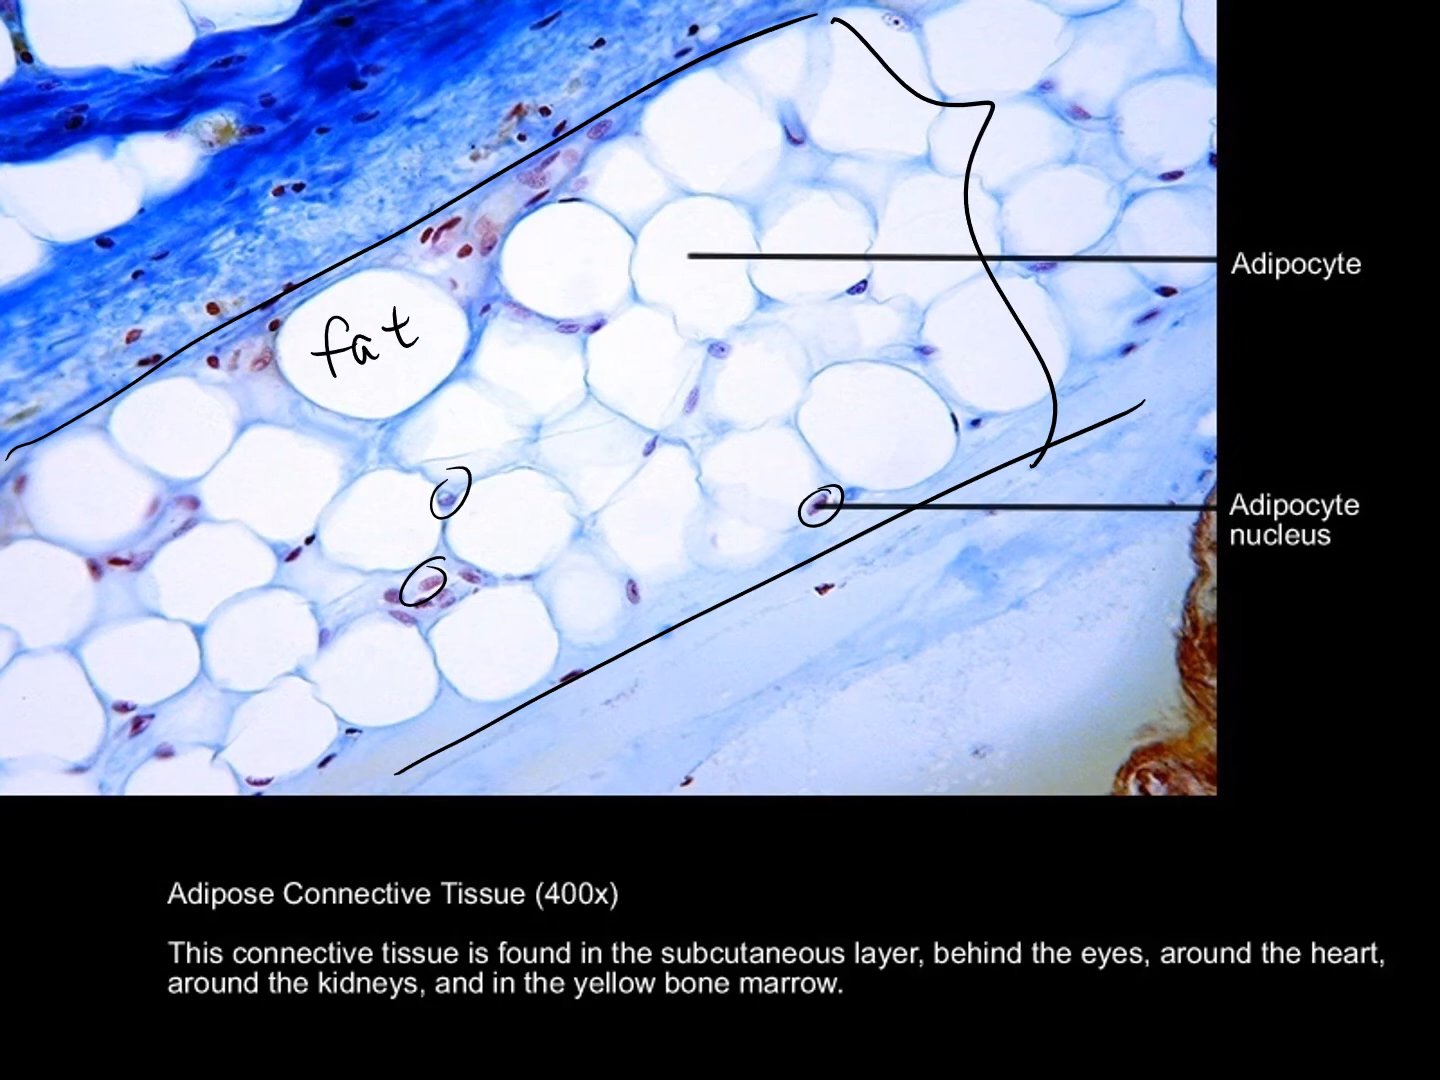 fat
Adipocyte
Adipocyte
nucleus
Adipose Connective Tissue (400x)
This connective tissue is found in the subcutaneous layer, behind the eyes, around the heart,
around the kidneys, and in the yellow bone marrow.